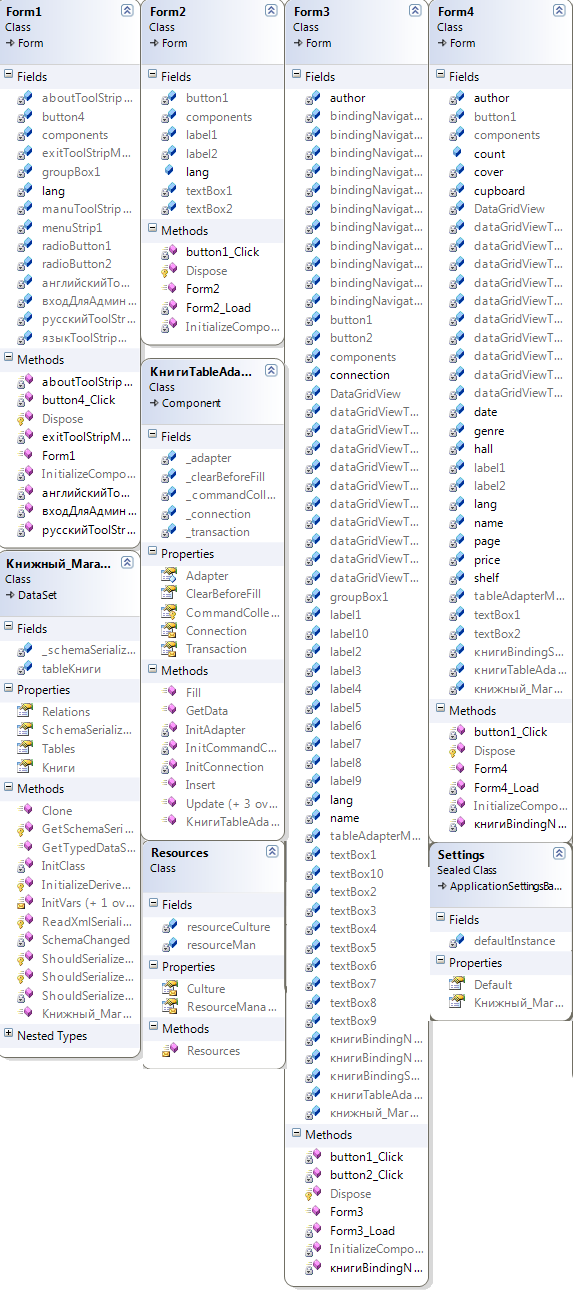 Form1
Class
Form
Fields
aboutToolStrip...
button4
components
exitToolStripM...
groupBox1
lang
manuToolStrip...
menuStrip1
radioButton1
radioButton2
английскийТо...
входДляАдмин...
русскийToolStr...
языкToolStrip...
Methods
aboutToolStrip...
button4_Click
Dispose
exitToolStripM...
Form1
InitializeCompo...
английскийТо...
входДляАдмин...
русскийToolStr...
Книжный_Мага...
Class
DataSet
Fields
_schemaSerializ...
tableКниги
Properties
Relations
SchemaSerializ...
Tables
Книги
Methods
Clone
GetSchemaSeri...
GetTypedDataS...
InitClass
InitializeDerive...
InitVars (+ 1 ov...
ReadXmlSeriali...
SchemaChanged
ShouldSerialize...
ShouldSerialize...
ShouldSerialize...
Книжный_Маг...
Nested Types
Form2
Class
Form
Fields
button1
components
label1
label2
lang
textBox1
textBox2
Methods
button1_Click
Dispose
Form2
Form2_Load
InitializeCompo...
КнигиTableAda...
Class
Component
Fields
_adapter
_clearBeforeFill
_commandColl...
_connection
_transaction
Properties
Adapter
ClearBeforeFill
CommandColle...
Connection
Transaction
Methods
Fill
GetData
InitAdapter
InitCommandC...
InitConnection
Insert
Update (+ 3 ov...
КнигиTableAda...
Resources
Class
Fields
resourceCulture
resourceMan
Properties
Culture
ResourceMana...
Methods
Resources
Form3
Class
Form
Fields
author
bindingNavigat...
bindingNavigat...
bindingNavigat...
bindingNavigat...
bindingNavigat...
bindingNavigat...
bindingNavigat...
bindingNavigat...
bindingNavigat...
bindingNavigat...
bindingNavigat...
button1
button2
components
connection
DataGridView
dataGridViewT...
dataGridViewT...
dataGridViewT...
dataGridViewT...
dataGridViewT...
dataGridViewT...
dataGridViewT...
dataGridViewT...
dataGridViewT...
dataGridViewT...
groupBox1
label1
label10
label2
label3
label4
label5
label6
label7
label8
label9
lang
name
tableAdapterM...
textBox1
textBox10
textBox2
textBox3
textBox4
textBox5
textBox6
textBox7
textBox8
textBox9
книгиBindingN...
книгиBindingN...
книгиBindingS...
книгиTableAda...
книжный_Маг...
Methods
button1_Click
button2_Click
Dispose
Form3
Form3_Load
InitializeCompo...
книгиBindingN...
Form4
Class
Form
Fields
author
button1
components
count
cover
cupboard
DataGridView
dataGridViewT...
dataGridViewT...
dataGridViewT...
dataGridViewT...
dataGridViewT...
dataGridViewT...
dataGridViewT...
dataGridViewT...
dataGridViewT...
dataGridViewT...
date
genre
hall
label1
label2
lang
name
page
price
shelf
tableAdapterM...
textBox1
textBox2
книгиBindingS...
книгиTableAda...
книжный_Маг...
Methods
button1_Click
Dispose
Form4
Form4_Load
InitializeCompo...
книгиBindingN...
Settings
Sealed Class
ApplicationSettingsBa...
Fields
defaultInstance
Properties
Default
Книжный_Маг...